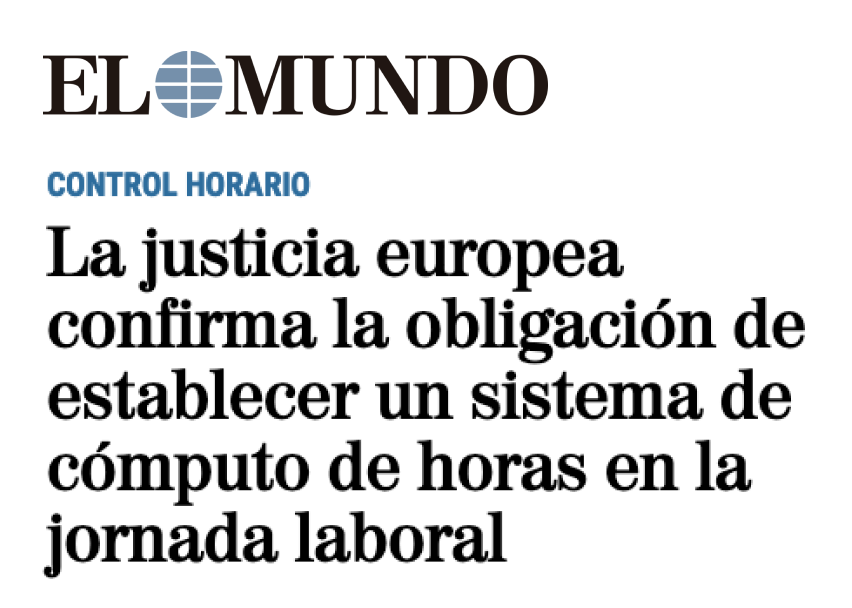 EL MUNDO
CONTROL HORARIO
La justicia europea
confirma la obligación de
establecer un sistema de
cómputo de horas en la
jornada laboral